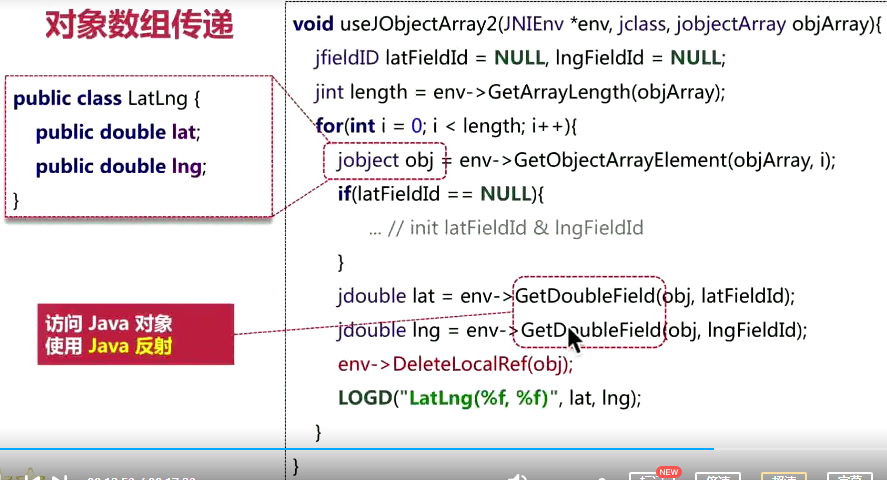 对象数组传递
public class LatLng {
public double lat;
public double lng;
}
访问 Java 对象
使用 Java 反射
void useJObjectArray2(JNIEnv *env, jclass, jobjectArray objArray){
jfieldID latFieldId = NULL, lngFieldId = NULL;
jint length = env->GetArrayLength(objArray);
for(int i = 0; i < length; i++){
jobject obj = env->GetObjectArrayElement(objArray, i);
if(latFieldId == NULL){
... // init latFieldId & lngFieldId
}
jdouble lat = env->GetDoubleField(obj, latFieldId);
jdouble lng = env->GetDoubleField(obj, lngFieldId);
env->DeleteLocalRef(obj);
LOGD("LatLng(%f, %f)", lat, lng);
}
}
NEW